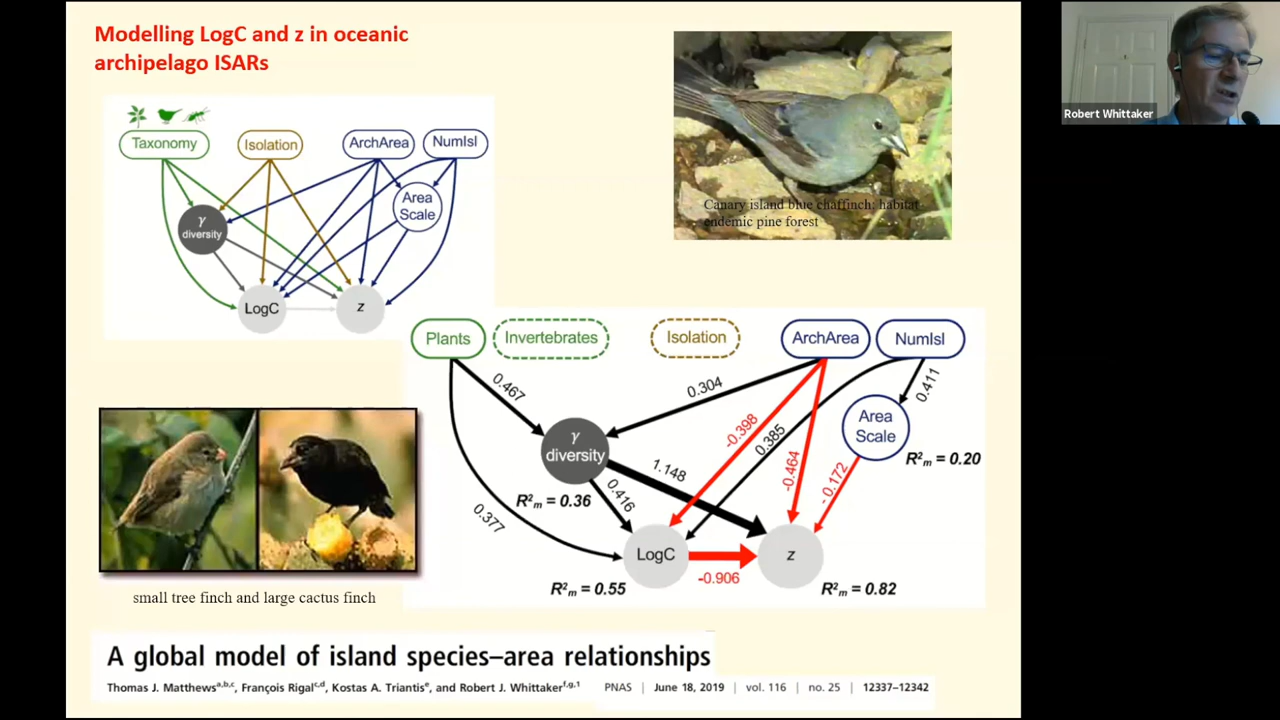 Modelling LogC and z in oceanic
archipelago ISARs
Taxonomy
Isolation
ArchArea
NumIsl
Area
Scale
γ
diversity
LogC
z
Canary island blue chaffinch: habitat
endemic pine forest
Robert Whittaker
Plants
Invertebrates
Isolation
ArchArea
NumIsl
0.467
0.304
0.411
-0.398
0.385
Area
Scale
γ
diversity
1.148
-0.464
-0.172
R²m = 0.20
R²m = 0.36
0.416
0.377
LogC
z
-0.906
R²m = 0.55
R²m = 0.82
small tree finch and large cactus finch
A global model of island species–area relationships
Thomas J. Matthewsa,b,c, François Rigalc,d, Kostas A. Triantise, and Robert J. Whittakerf,g,1
PNAS | June 18, 2019 | vol. 116 | no. 25 | 12337–12342